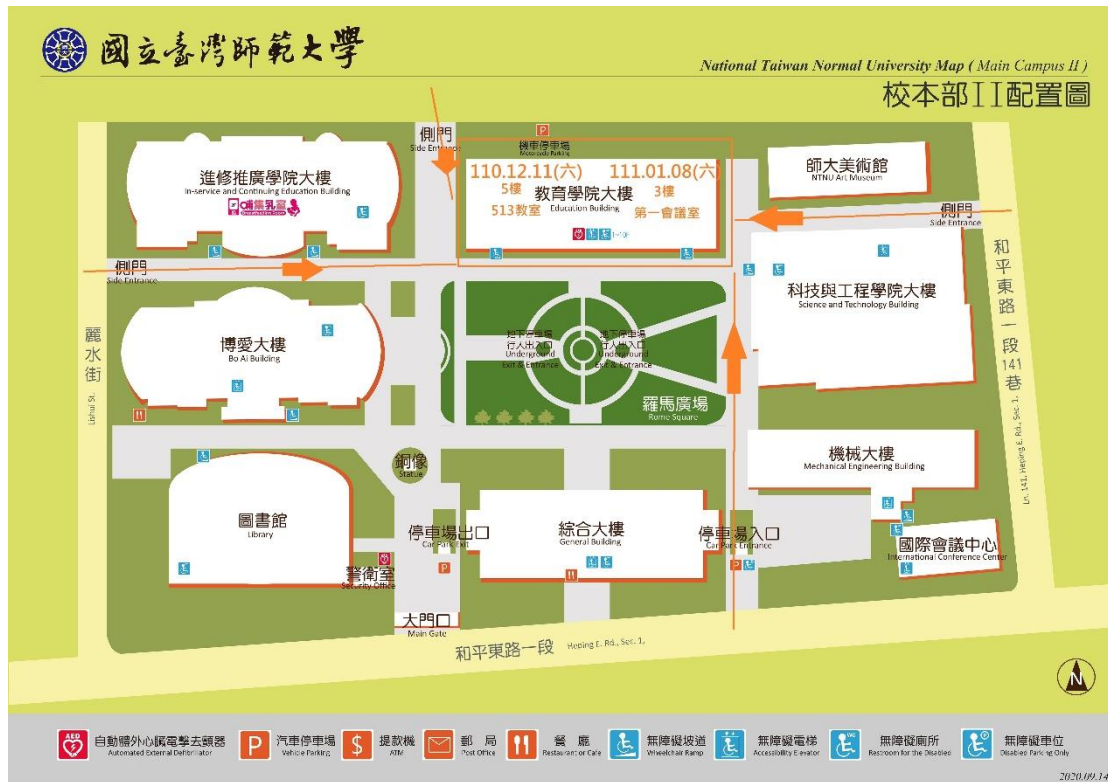 國立臺灣師範大學
National Taiwan Normal University Map ( Main Campus II )
校本部II配置圖
側門
Side Entrance
P
機車停車場
Motorcycle Parking
進修推廣學院大樓
In-service and Continuing Education Building
哺集乳室
Breastfeeding Room
110.12.11(六)
111.01.08(六)
5樓
教育學院大樓
3樓
513教室
Education Building
第一會議室
師大美術館
NTNU Art Museum
側門
Side Entrance
側門
Side Entrance
和平東路一段141巷
Ln. 141, Heping E. Rd., Sec. 1,
科技與工程學院大樓
Science and Technology Building
麗水街
Lishui St.
博愛大樓
Bo Ai Building
地下停車場
行人出入口
Underground
Exit & Entrance
地下停車場
行人出入口
Underground
Exit & Entrance
羅馬廣場
Rome Square
銅像
Statue
機械大樓
Mechanical Engineering Building
圖書館
Library
停車場出口
Car Park Exit
P
綜合大樓
General Building
停車場入口
Car Park Entrance
P
國際會議中心
International Conference Center
警衛室
Security Office
大門口
Main Gate
和平東路一段 Heping E. Rd., Sec. 1,
N
AED
自動體外心臟電擊去顫器
Automated External Defibrillator
P
汽車停車場
Vehicle Parking
$
提款機
ATM
郵局
Post Office
餐廳
Restaurant or Cafe
無障礙坡道
Wheelchair Ramp
無障礙電梯
Accessibility Elevator
無障礙廁所
Restroom for the Disabled
無障礙車位
Disabled Parking Only
2020.09.14